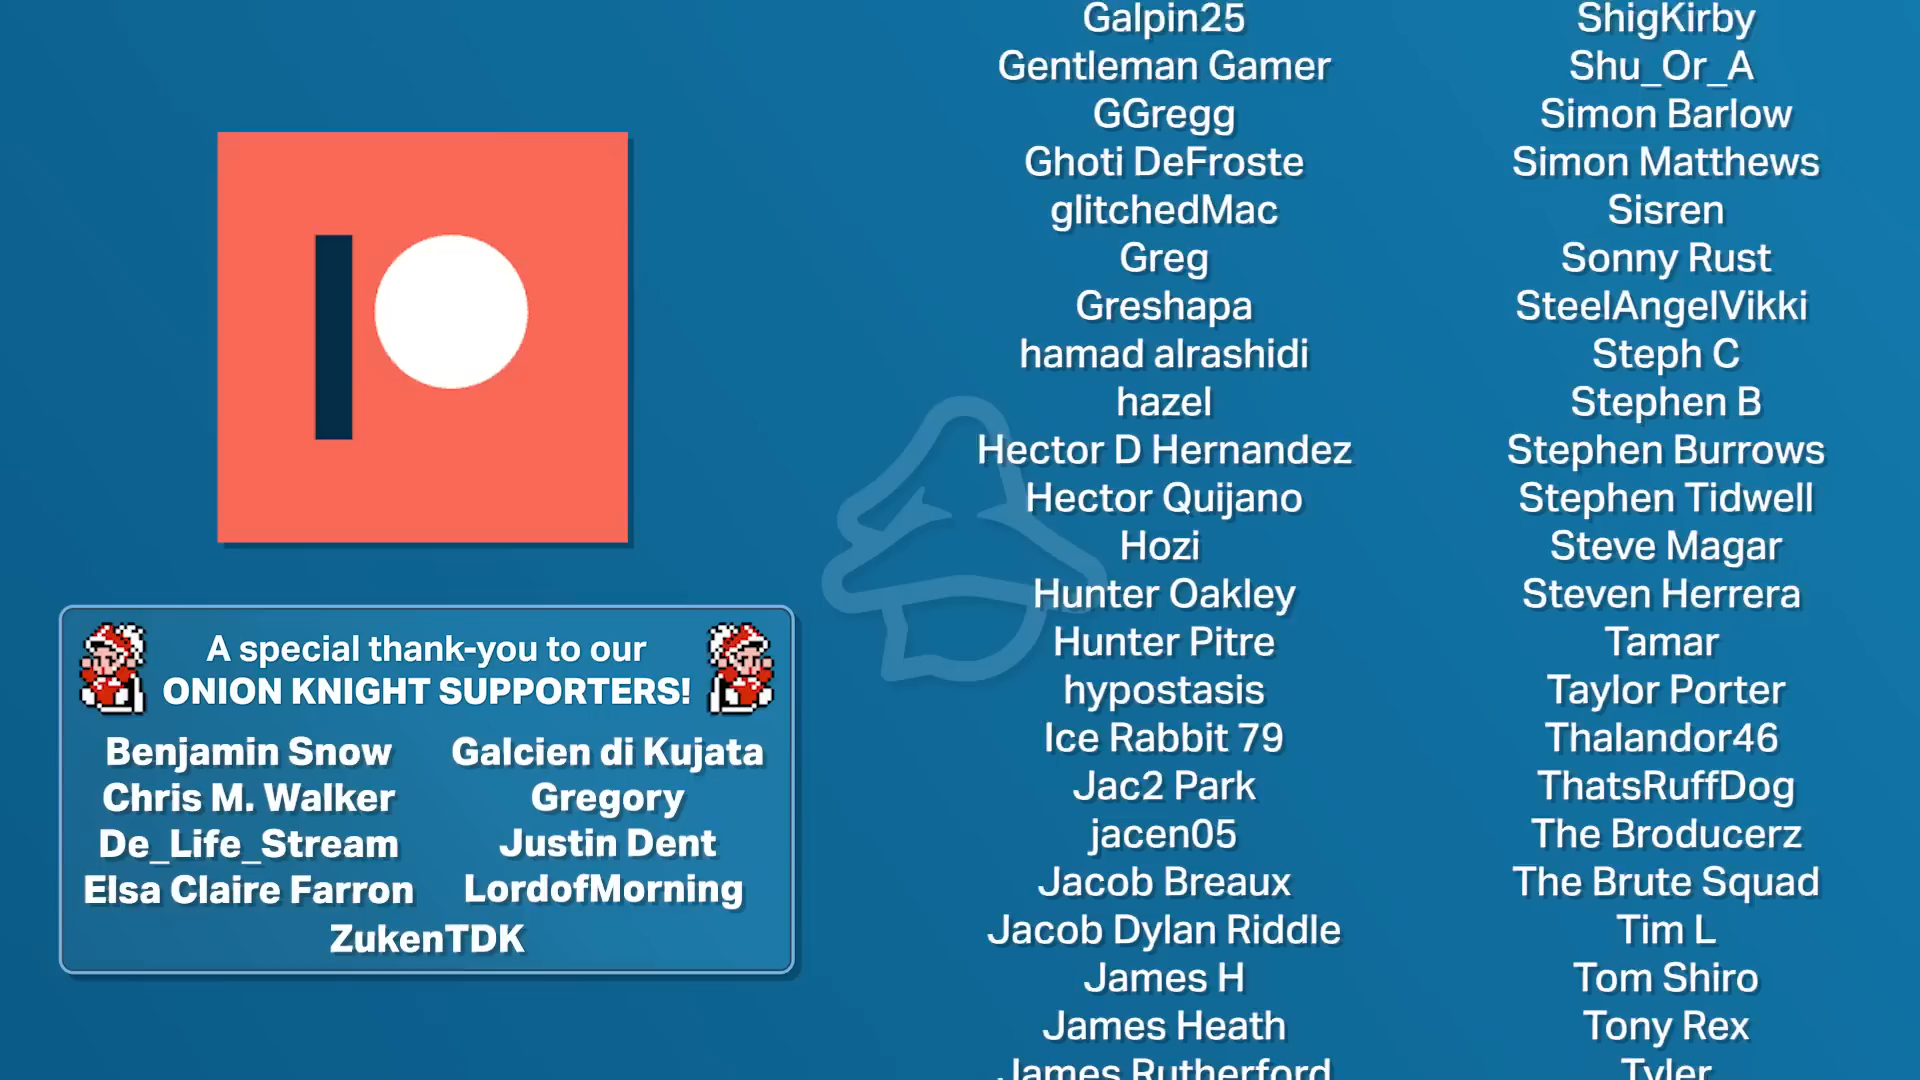 A special thank-you to our
ONION KNIGHT SUPPORTERS!
Benjamin Snow
Chris M. Walker
De_Life_Stream
Elsa Claire Farron
Galcien di Kujata
Gregory
Justin Dent
LordofMorning
ZukenTDK
Galpin25
Gentleman Gamer
GGregg
Ghoti DeFroste
glitchedMac
Greg
Greshapa
hamad alrashidi
hazel
Hector D Hernandez
Hector Quijano
Hozi
Hunter Oakley
Hunter Pitre
hypostasis
Ice Rabbit 79
Jac2 Park
jacen05
Jacob Breaux
Jacob Dylan Riddle
James H
James Heath
James Rutherford
ShigKirby
Shu_Or_A
Simon Barlow
Simon Matthews
Sisren
Sonny Rust
SteelAngelVikki
Steph C
Stephen B
Stephen Burrows
Stephen Tidwell
Steve Magar
Steven Herrera
Tamar
Taylor Porter
Thalandor46
ThatsRuffDog
The Broducerz
The Brute Squad
Tim L
Tom Shiro
Tony Rex
Tyler